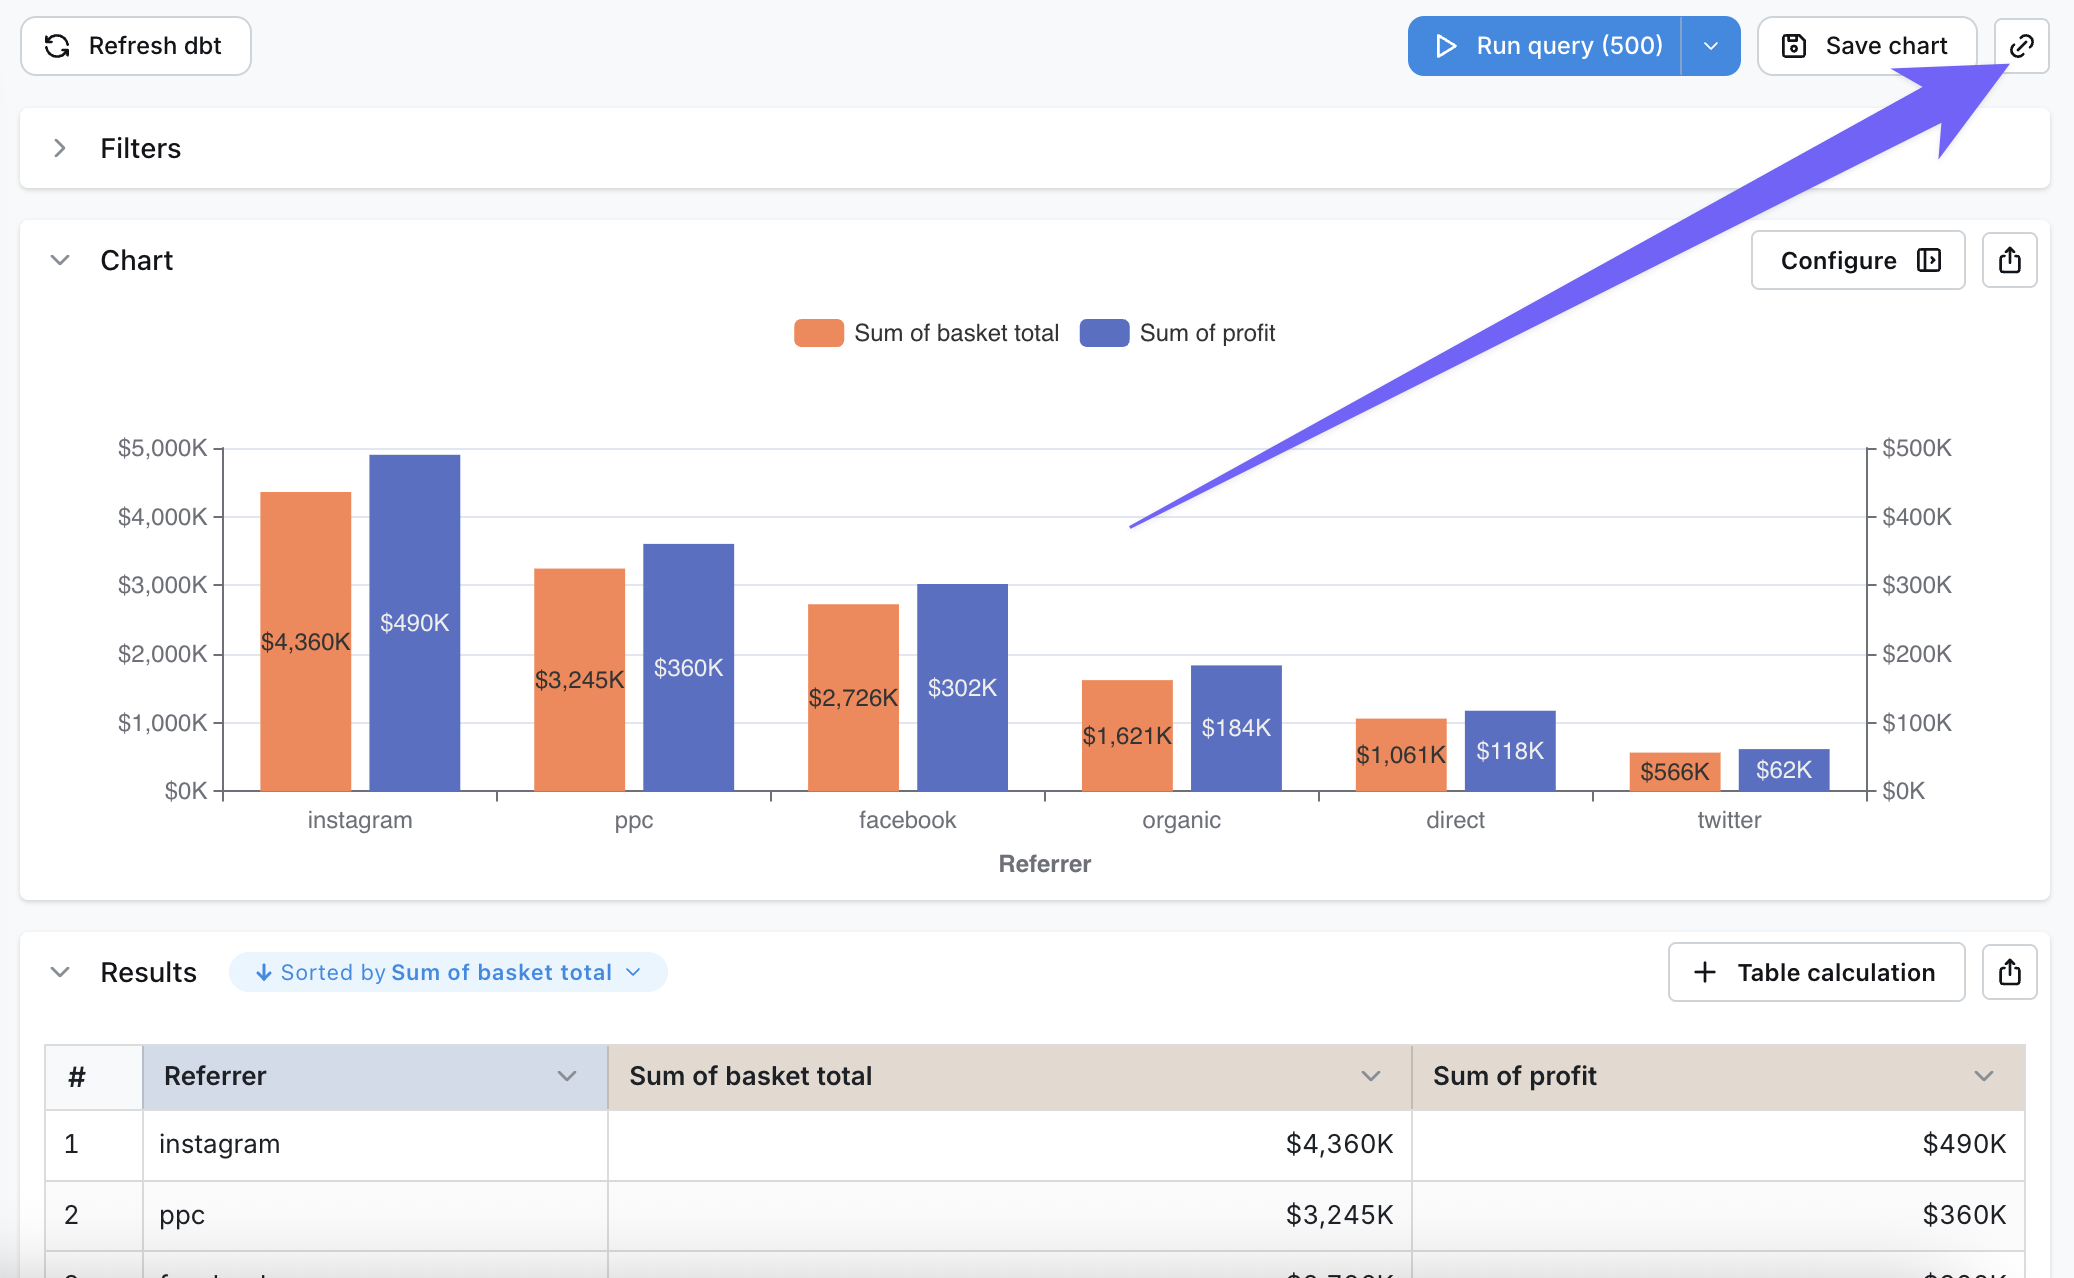 Refresh dbt
Run query (500)
Save chart
Filters
Chart
Configure
Sum of basket total
Sum of profit
$5,000K
$500K
$4,000K
$400K
$3,000K
$300K
$2,000K
$200K
$1,000K
$100K
$0K
$0K
$4,360K
$490K
$3,245K
$360K
$2,726K
$302K
$1,621K
$184K
$1,061K
$118K
$566K
$62K
instagram
ppc
facebook
organic
direct
twitter
Referrer
Results
Sorted by Sum of basket total
Table calculation
# Referrer Sum of basket total Sum of profit
1 instagram $4,360K $490K
2 ppc $3,245K $360K